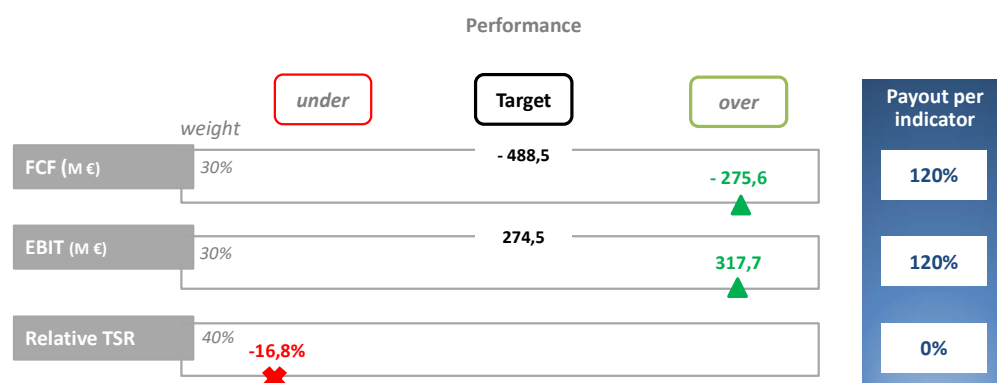 Performance
under
Target
over
Payout per
indicator
weight
FCF (M €)
30%
- 488,5
- 275,6
120%
EBIT (M €)
30%
274,5
317,7
120%
Relative TSR
40%
-16,8%
0%